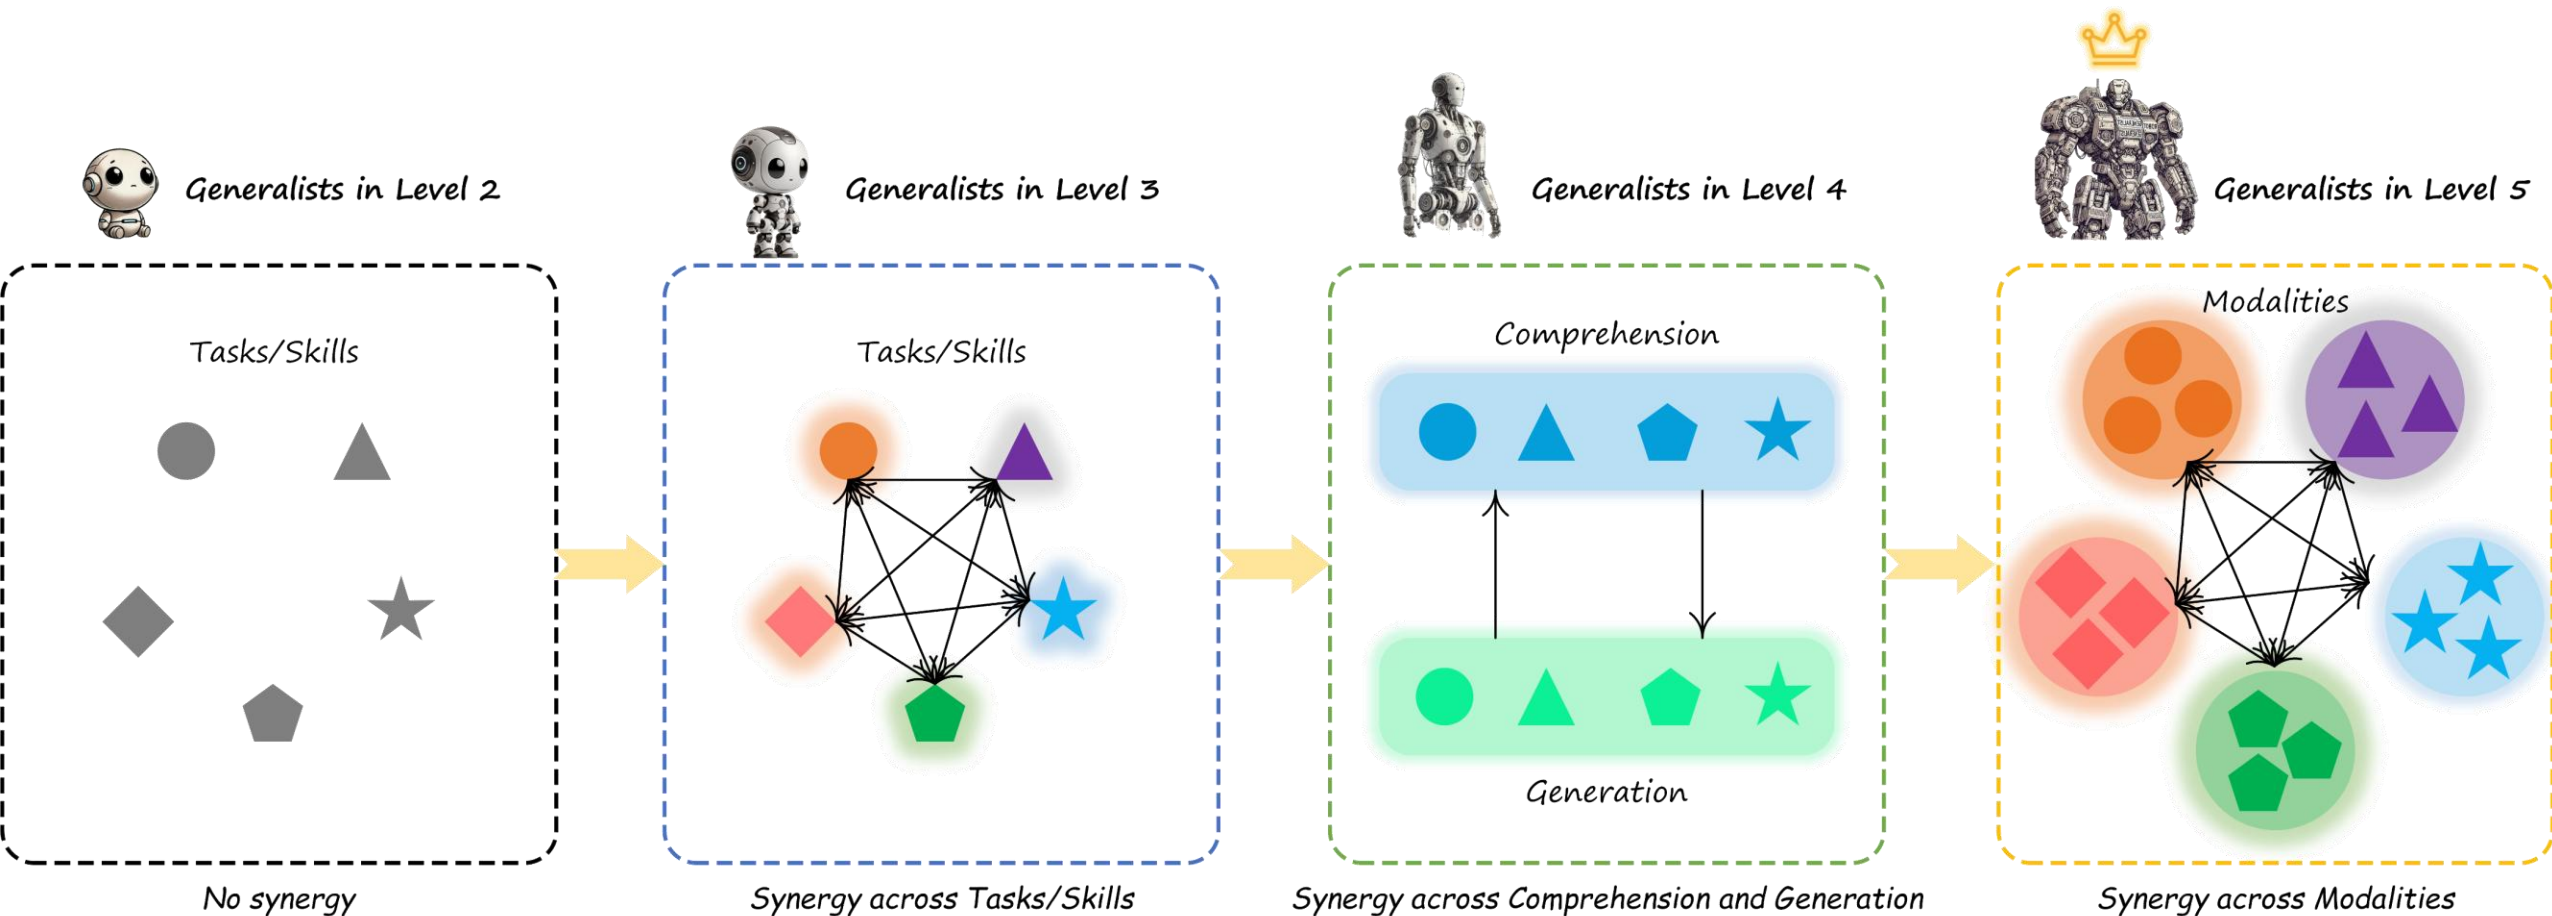 Generalists in Level 2
Generalists in Level 3
Generalists in Level 4
Generalists in Level 5
Tasks/Skills
Tasks/Skills
Comprehension
Generation
Modalities
No synergy
Synergy across Tasks/Skills
Synergy across Comprehension and Generation
Synergy across Modalities